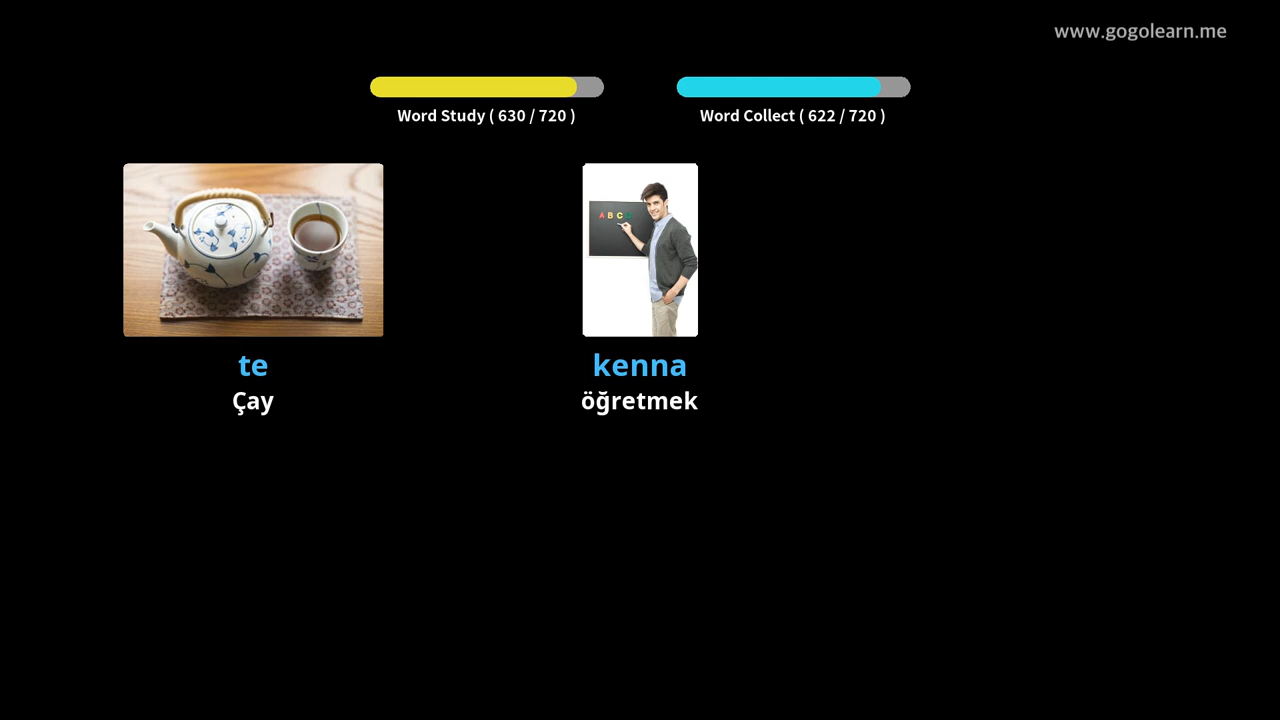 www.gogolearn.me
Word Study ( 630 / 720 )
Word Collect ( 622 / 720 )
A B C D
te
kenna
Çay
öğretmek